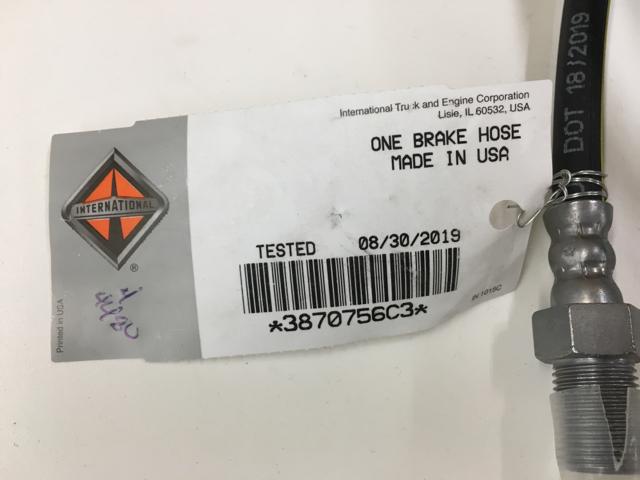 International Truck and Engine Corporation
Lisle, IL 60532, USA
ONE BRAKE HOSE
MADE IN USA
INTERNATIONAL
®
TESTED 08/30/2019
*3870756C3*
Printed in USA
DOT 18/2019